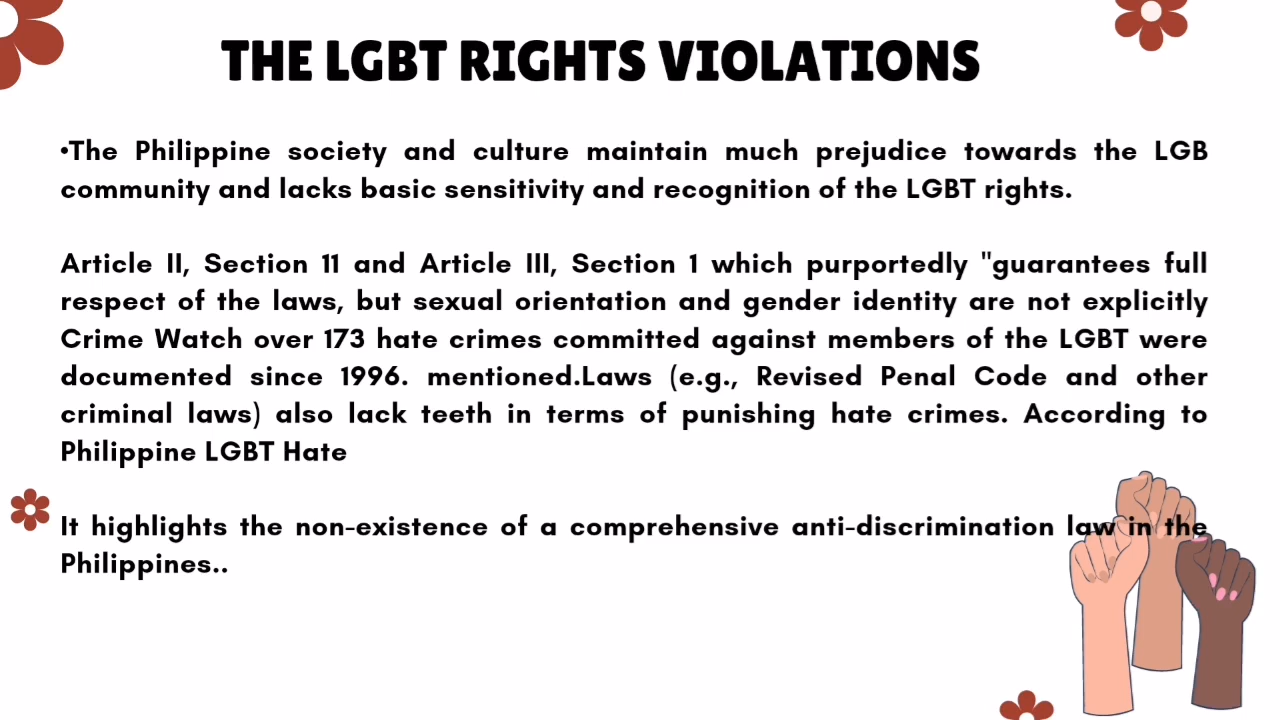 THE LGBT RIGHTS VIOLATIONS
•The Philippine society and culture maintain much prejudice towards the LGB
community and lacks basic sensitivity and recognition of the LGBT rights.
Article II, Section 11 and Article III, Section 1 which purportedly "guarantees full
respect of the laws, but sexual orientation and gender identity are not explicitly
Crime Watch over 173 hate crimes committed against members of the LGBT were
documented since 1996. mentioned.Laws (e.g., Revised Penal Code and other
criminal laws) also lack teeth in terms of punishing hate crimes. According to
Philippine LGBT Hate
It highlights the non-existence of a comprehensive anti-discrimination law in the
Philippines..